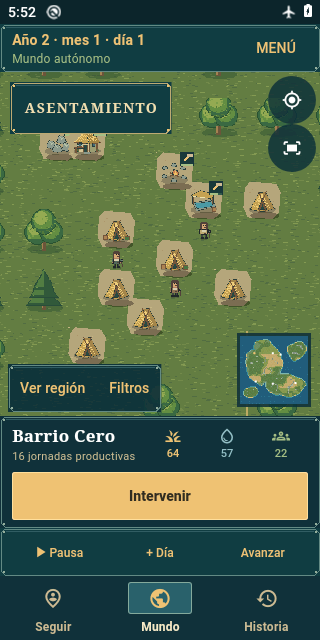 5:52
Año 2 · mes 1 · día 1
Mundo autónomo
MENÚ
ASENTAMIENTO
Ver región
Filtros
Barrio Cero
16 jornadas productivas
64
57
22
Intervenir
Pausa
+ Día
Avanzar
Seguir
Mundo
Historia